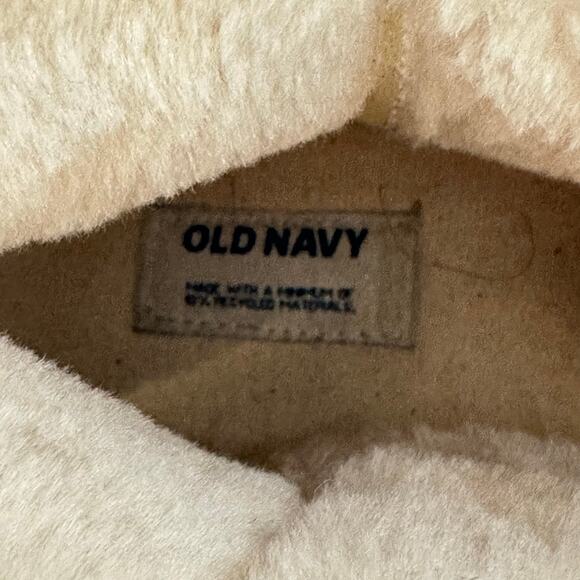 OLD NAVY
MADE WITH A MINIMUM OF
RECYCLED MATERIALS.